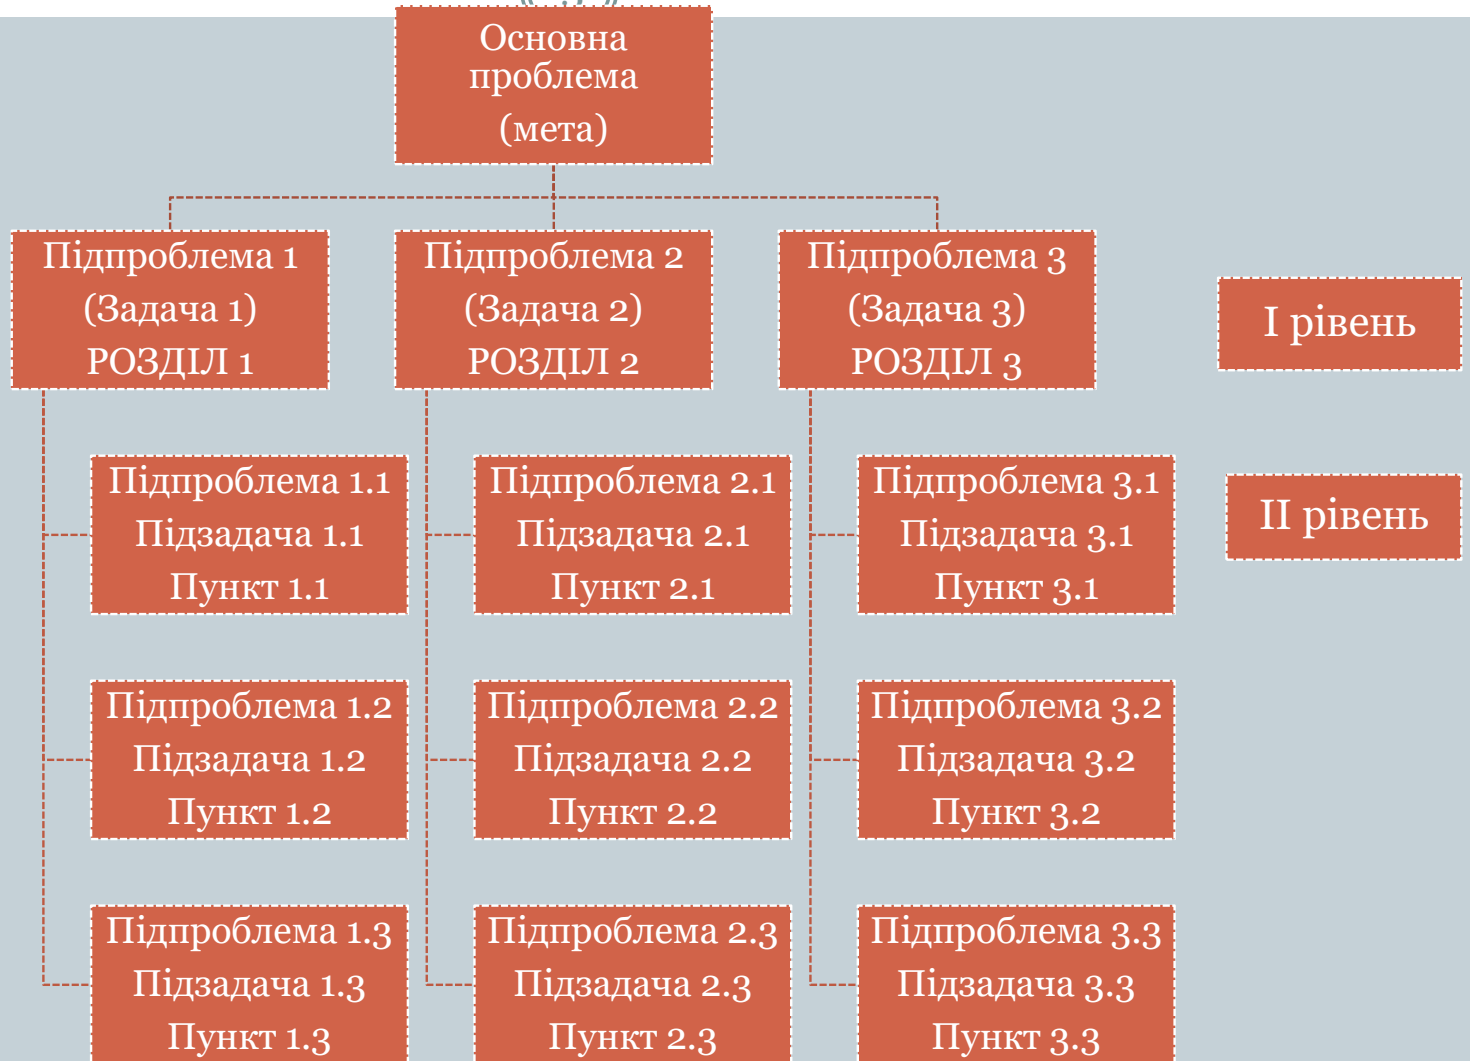 Основна
проблема
(мета)
Підпроблема 1
(Задача 1)
РОЗДІЛ 1
Підпроблема 2
(Задача 2)
РОЗДІЛ 2
Підпроблема 3
(Задача 3)
РОЗДІЛ 3
І рівень
Підпроблема 1.1
Підзадача 1.1
Пункт 1.1
Підпроблема 2.1
Підзадача 2.1
Пункт 2.1
Підпроблема 3.1
Підзадача 3.1
Пункт 3.1
ІІ рівень
Підпроблема 1.2
Підзадача 1.2
Пункт 1.2
Підпроблема 2.2
Підзадача 2.2
Пункт 2.2
Підпроблема 3.2
Підзадача 3.2
Пункт 3.2
Підпроблема 1.3
Підзадача 1.3
Пункт 1.3
Підпроблема 2.3
Підзадача 2.3
Пункт 2.3
Підпроблема 3.3
Підзадача 3.3
Пункт 3.3